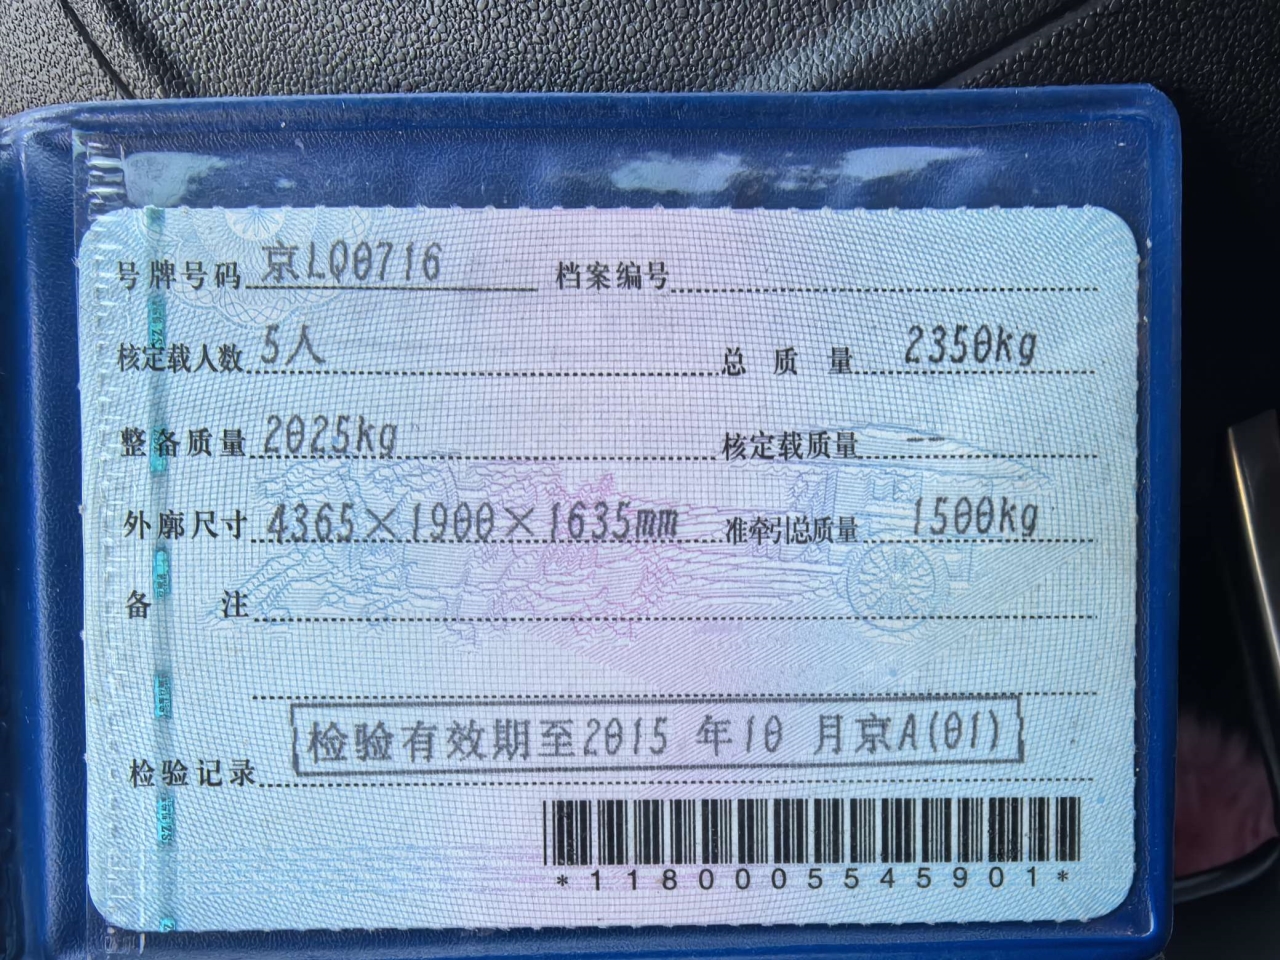 号牌号码 京LQ0716 档案编号
核定载人数 5人 总质量 2350kg
整备质量 2025kg 核定载质量 --
外廓尺寸 4365×1900×1635mm 准牵引总质量 1500kg
备注
检验有效期至2015 年10 月京A(01)
检验记录
*1180005545901*